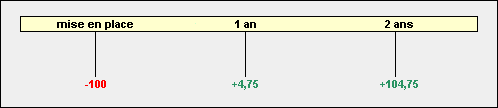 mise en place 1 an 2 ans
-100 +4,75 +104,75